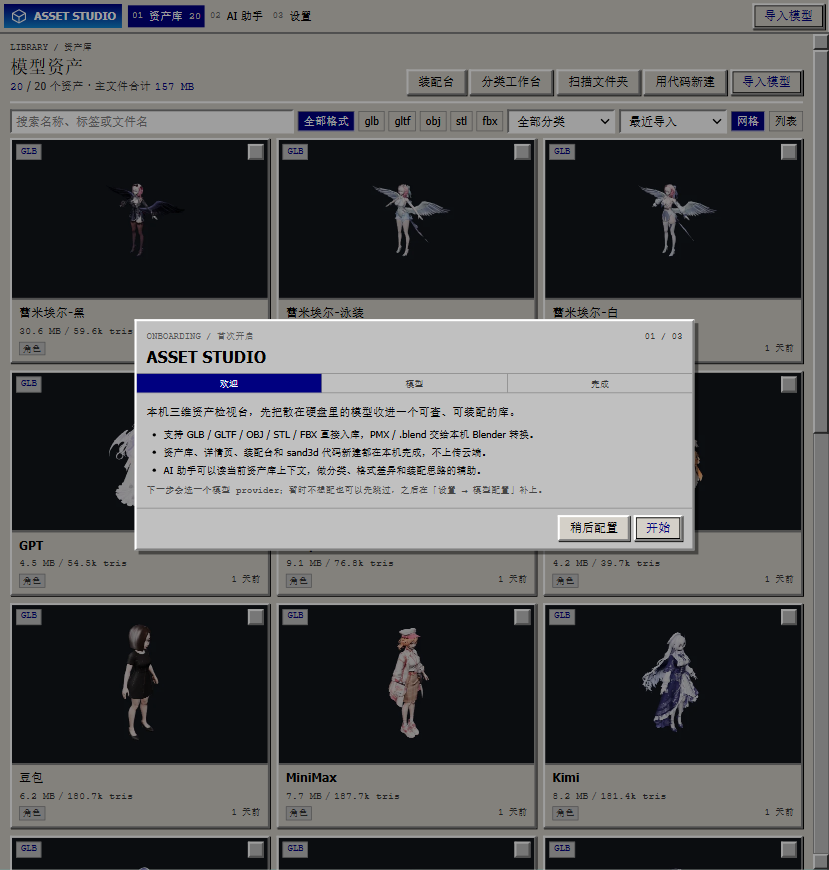 ASSET STUDIO
01 资产库 20
02 AI 助手
03 设置
导入模型
LIBRARY / 资产库
模型资产
20 / 20 个资产 · 主文件合计 157 MB
装配台
分类工作台
扫描文件夹
用代码新建
导入模型
搜索名称、标签或文件名
全部格式
glb
gltf
obj
stl
fbx
全部分类
最近导入
网格
列表
GLB
GLB
GLB
蕾米埃尔-黑
30.6 MB / 59.6k tris
角色
蕾米埃尔-泳装
蕾米埃尔-白
1 天前
ONBOARDING / 首次开启
01 / 03
ASSET STUDIO
欢迎
模型
完成
本机三维资产检视台，先把散在硬盘里的模型收进一个可查、可装配的库。
• 支持 GLB / GLTF / OBJ / STL / FBX 直接入库，PMX / .blend 交给本机 Blender 转换。
• 资产库、详情页、装配台和 sand3d 代码新建都在本机完成，不上传云端。
• AI 助手可以读当前资产库上下文，做分类、格式差异和装配思路的辅助。
下一步会选一个模型 provider；暂时不想配也可以先跳过，之后在「设置 → 模型配置」补上。
稍后配置
开始
GLB
GPT
4.5 MB / 54.5k tris
角色
1 天前
9.1 MB / 76.8k tris
角色
1 天前
4.2 MB / 39.7k tris
角色
1 天前
GLB
GLB
GLB
豆包
6.2 MB / 180.7k tris
角色
1 天前
MiniMax
7.7 MB / 187.7k tris
角色
1 天前
Kimi
8.2 MB / 181.4k tris
角色
1 天前
GLB
GLB
GLB